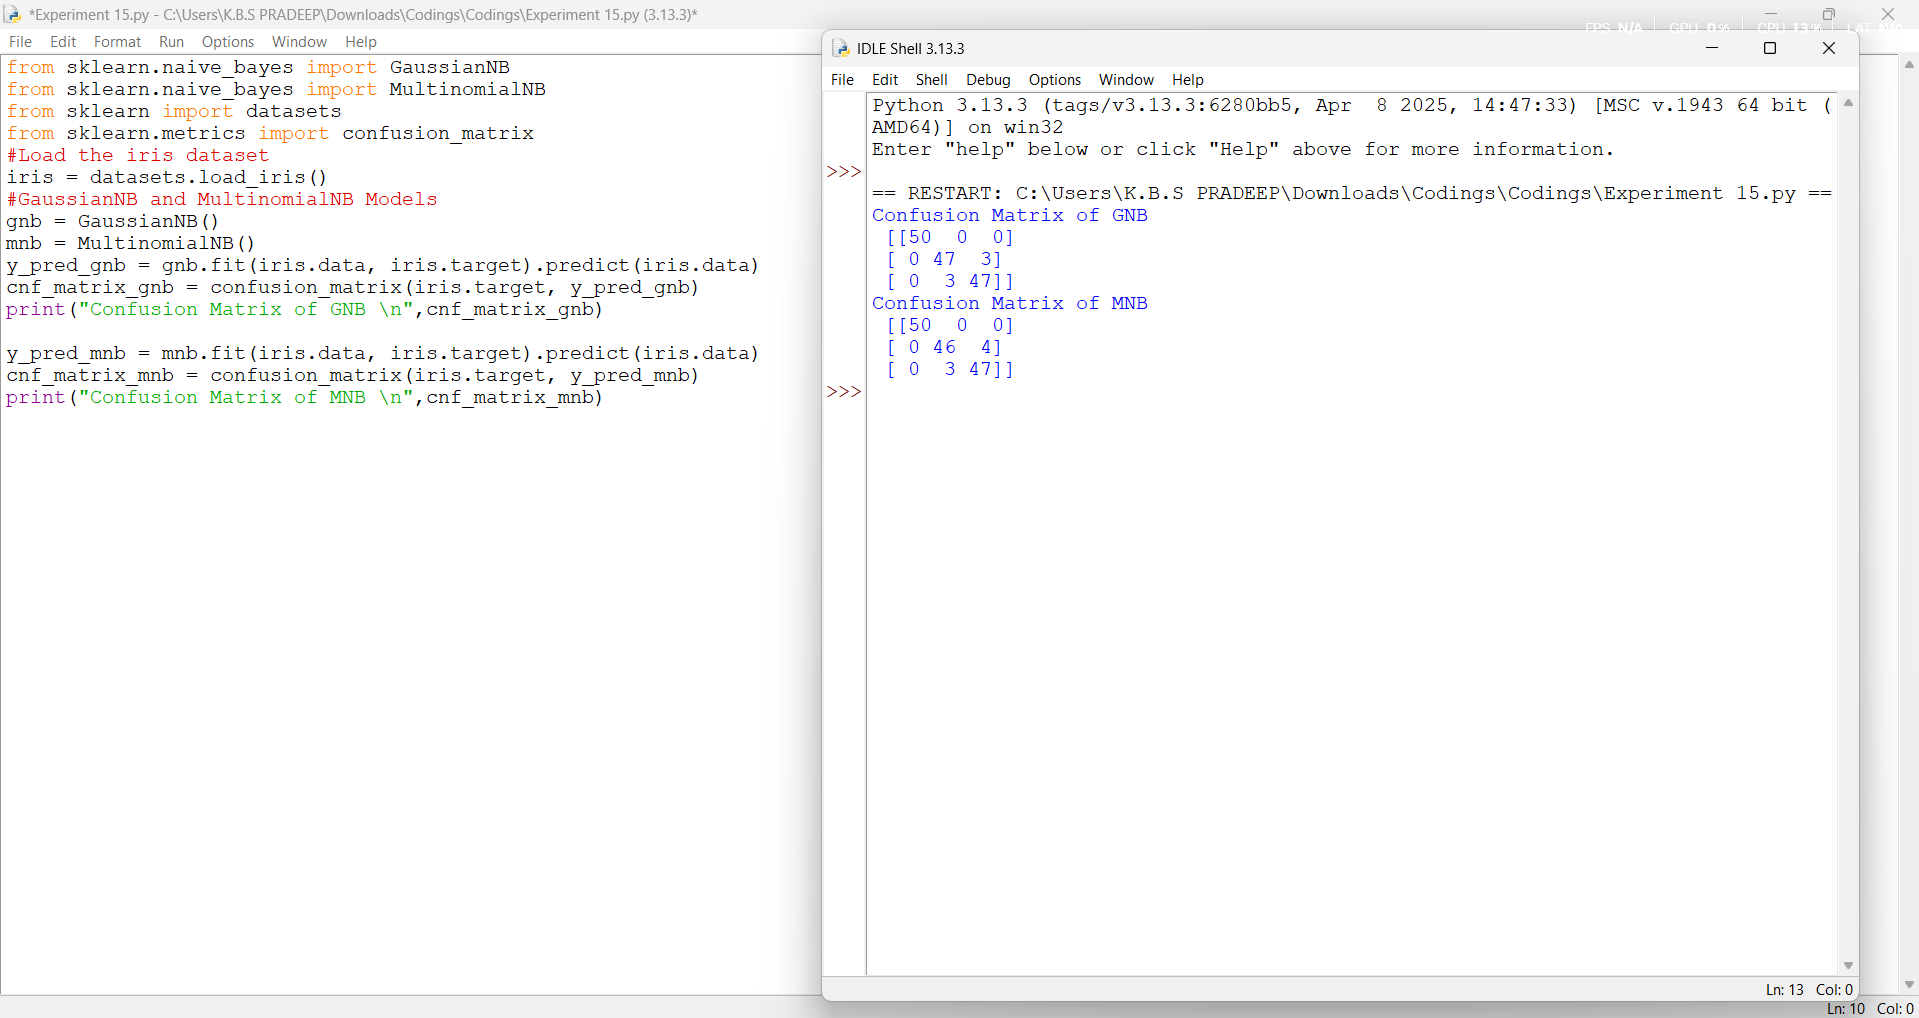 *Experiment 15.py - C:\Users\K.B.S PRADEEP\Downloads\Codings\Codings\Experiment 15.py (3.13.3)*
File Edit Format Run Options Window Help
from sklearn.naive_bayes import GaussianNB
from sklearn.naive_bayes import MultinomialNB
from sklearn import datasets
from sklearn.metrics import confusion_matrix
#Load the iris dataset
iris = datasets.load_iris()
#GaussianNB and MultinomialNB Models
gnb = GaussianNB()
mnb = MultinomialNB()
y_pred_gnb = gnb.fit(iris.data, iris.target).predict(iris.data)
cnf_matrix_gnb = confusion_matrix(iris.target, y_pred_gnb)
print("Confusion Matrix of GNB \n",cnf_matrix_gnb)
y_pred_mnb = mnb.fit(iris.data, iris.target).predict(iris.data)
cnf_matrix_mnb = confusion_matrix(iris.target, y_pred_mnb)
print("Confusion Matrix of MNB \n",cnf_matrix_mnb)
FPS N/A GPU 0% CPU 13% LAT N/A
IDLE Shell 3.13.3
File Edit Shell Debug Options Window Help
Python 3.13.3 (tags/v3.13.3:6280bb5, Apr  8 2025, 14:47:33) [MSC v.1943 64 bit (
AMD64)] on win32
Enter "help" below or click "Help" above for more information.
>>>
== RESTART: C:\Users\K.B.S PRADEEP\Downloads\Codings\Codings\Experiment 15.py ==
Confusion Matrix of GNB
 [[50  0  0]
 [ 0 47  3]
 [ 0  3 47]]
Confusion Matrix of MNB
 [[50  0  0]
 [ 0 46  4]
 [ 0  3 47]]
>>>
Ln: 13 Col: 0
Ln: 10 Col: 0